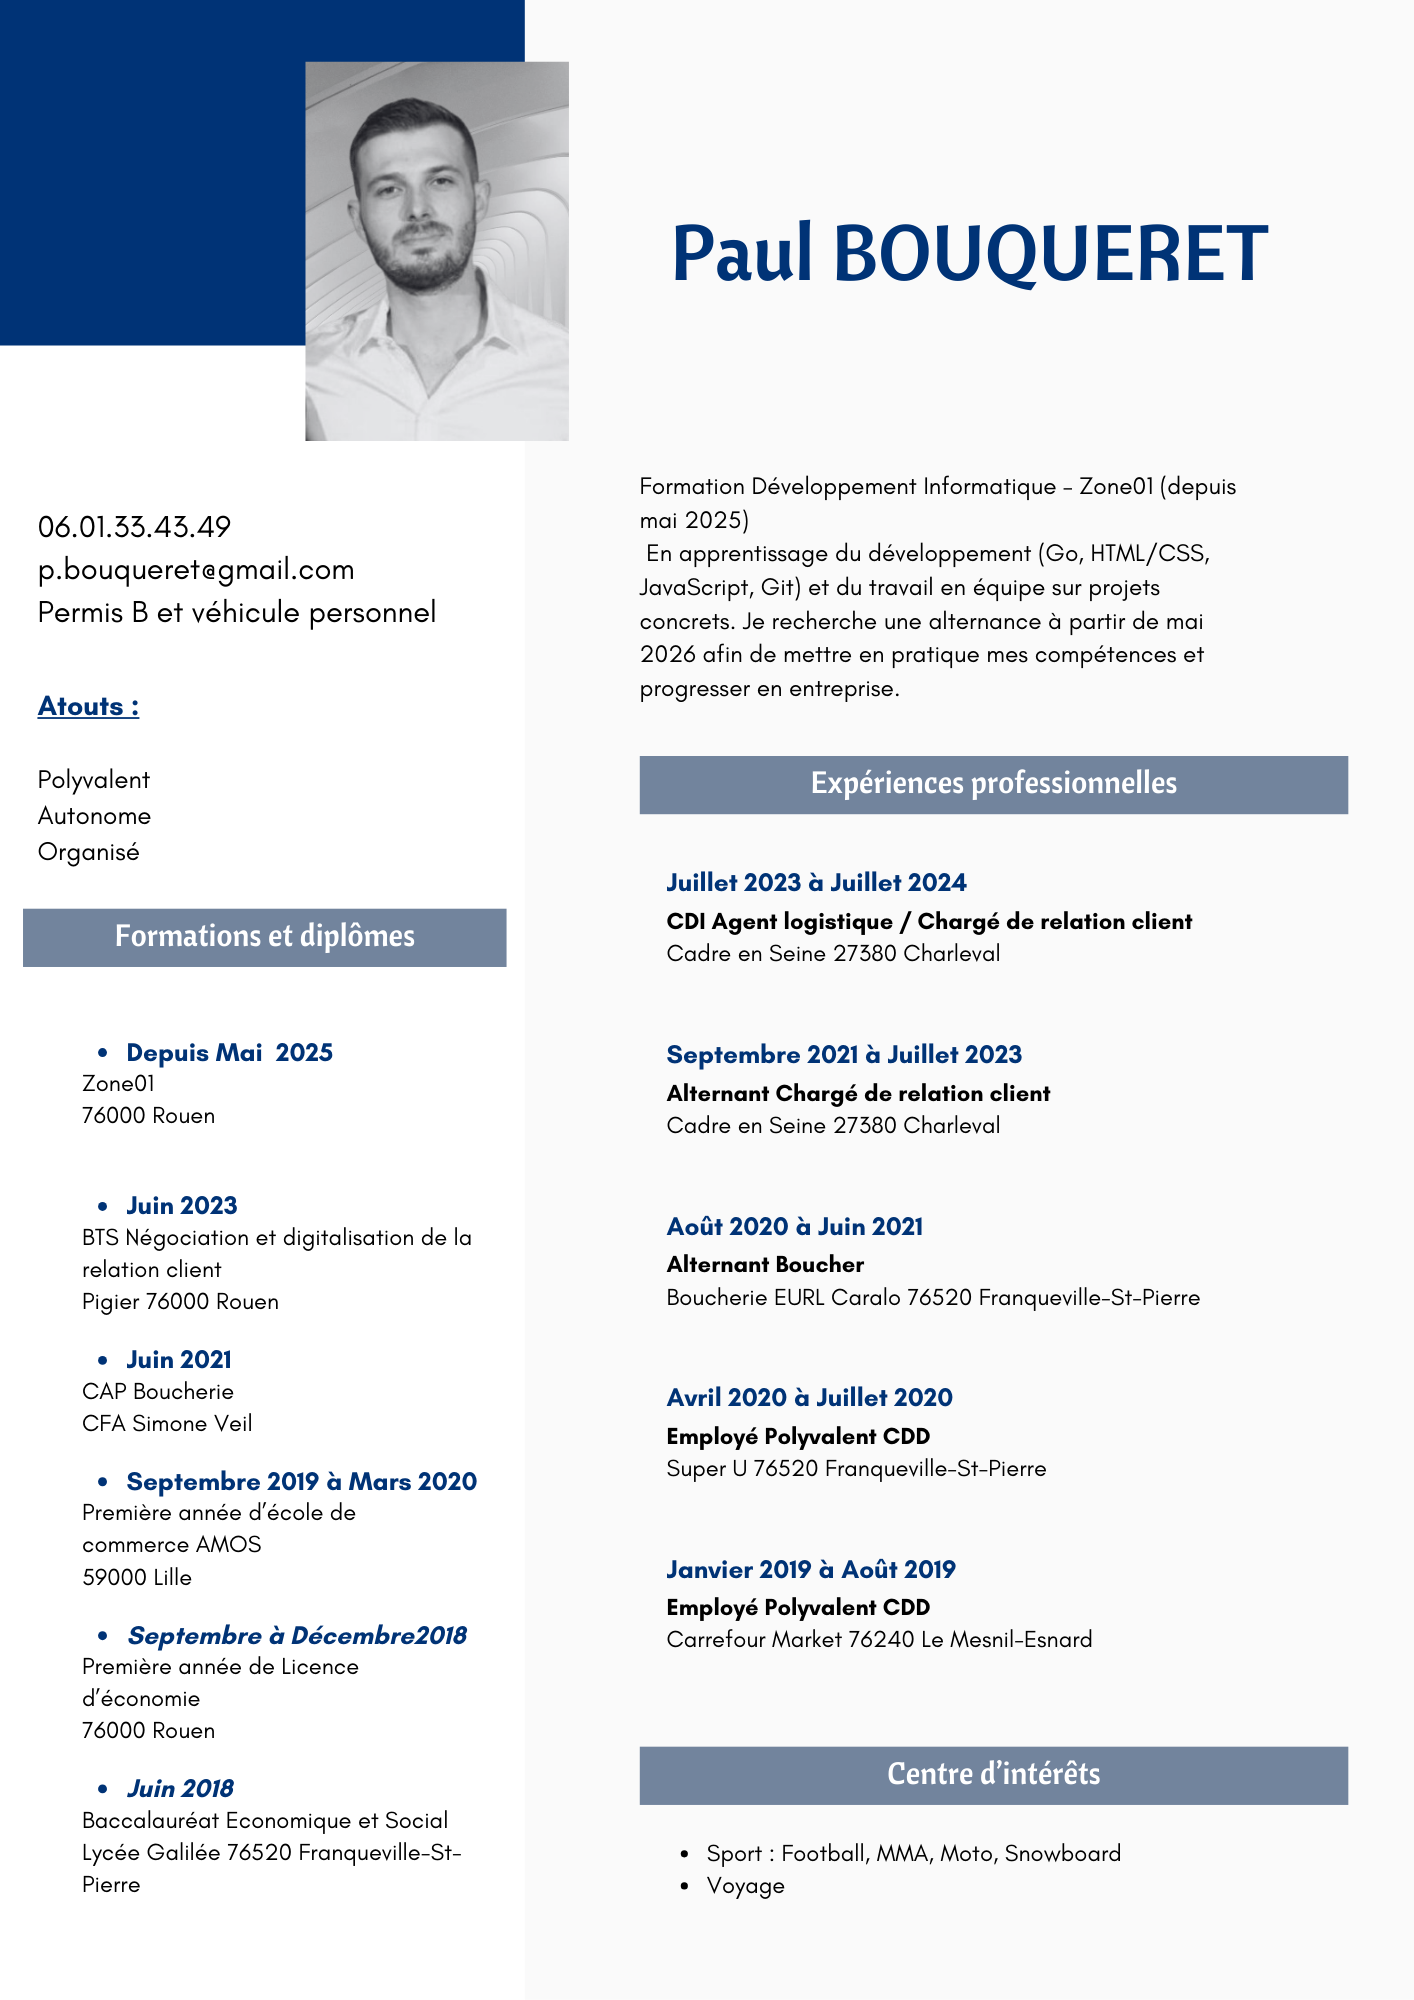 Paul BOUQUERET
06.01.33.43.49
p.bouqueret@gmail.com
Permis B et véhicule personnel
Atouts :
Polyvalent
Autonome
Organisé
Formations et diplômes
• Depuis Mai  2025
Zone01
76000 Rouen
• Juin 2023
BTS Négociation et digitalisation de la
relation client
Pigier 76000 Rouen
• Juin 2021
CAP Boucherie
CFA Simone Veil
• Septembre 2019 à Mars 2020
Première année d’école de
commerce AMOS
59000 Lille
• Septembre à Décembre2018
Première année de Licence
d’économie
76000 Rouen
• Juin 2018
Baccalauréat Economique et Social
Lycée Galilée 76520 Franqueville-St-
Pierre
Formation Développement Informatique – Zone01 (depuis
mai 2025)
En apprentissage du développement (Go, HTML/CSS,
JavaScript, Git) et du travail en équipe sur projets
concrets. Je recherche une alternance à partir de mai
2026 afin de mettre en pratique mes compétences et
progresser en entreprise.
Expériences professionnelles
Juillet 2023 à Juillet 2024
CDI Agent logistique / Chargé de relation client
Cadre en Seine 27380 Charleval
Septembre 2021 à Juillet 2023
Alternant Chargé de relation client
Cadre en Seine 27380 Charleval
Août 2020 à Juin 2021
Alternant Boucher
Boucherie EURL Caralo 76520 Franqueville-St-Pierre
Avril 2020 à Juillet 2020
Employé Polyvalent CDD
Super U 76520 Franqueville-St-Pierre
Janvier 2019 à Août 2019
Employé Polyvalent CDD
Carrefour Market 76240 Le Mesnil-Esnard
Centre d’intérêts
• Sport : Football, MMA, Moto, Snowboard
• Voyage